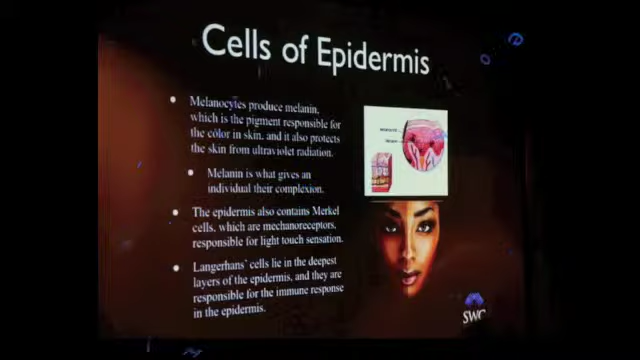 Cells of Epidermis
Melanocytes produce melanin,
which is the pigment responsible for
the color in skin, and it also protects
the skin from ultraviolet radiation.
Melanin is what gives an
individual their complexion.
The epidermis also contains Merkel
cells, which are mechanoreceptors,
responsible for light touch sensation.
Langerhans' cells lie in the deepest
layers of the epidermis, and they are
responsible for the immune response
in the epidermis.
SWC